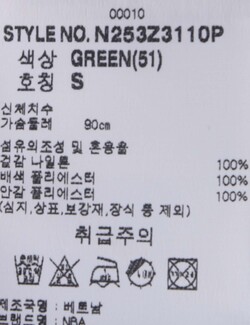 00010
STYLE NO. N253Z3110P
색상 GREEN(51)
호칭 S
신체치수
가슴둘레 90cm
섬유의조성 및 혼용율
겉감 나일론 100%
배색 폴리에스터 100%
안감 폴리에스터 100%
(심지,상표,보강재,장식 등 제외)
취급주의
제조국명 : 베트남
브랜드명 : NBA